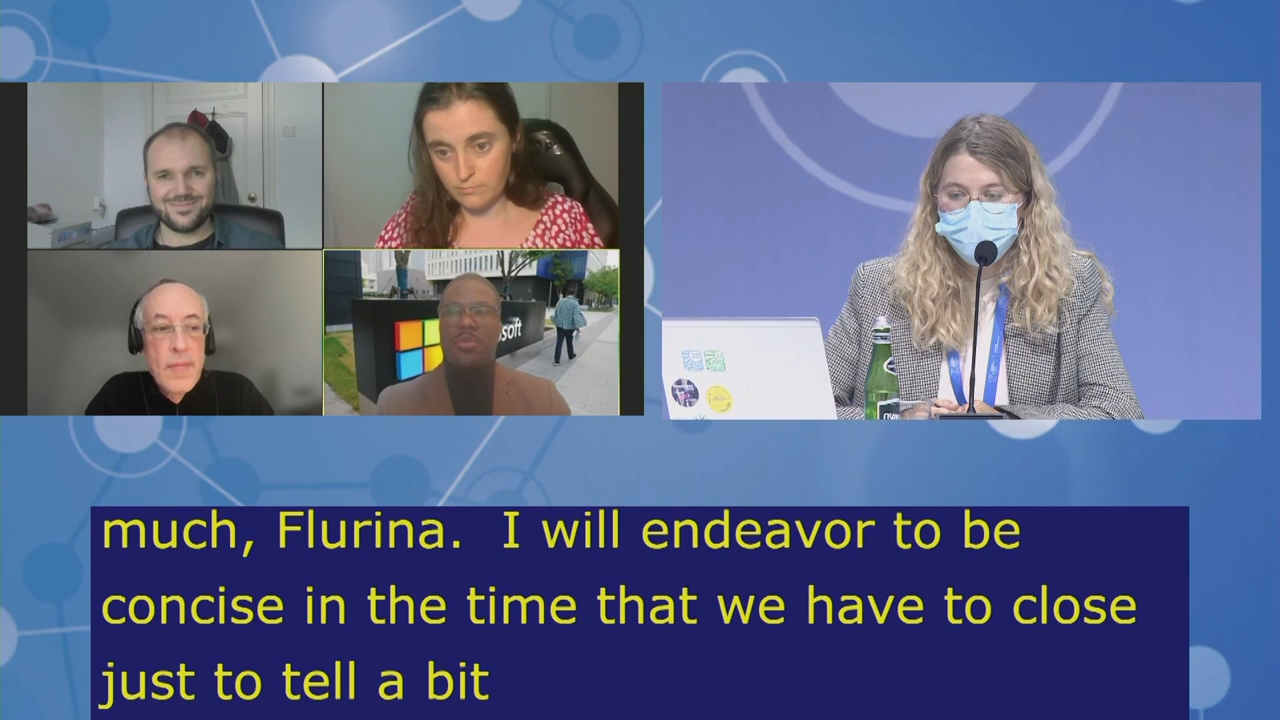 soft
much, Flurina.  I will endeavor to be
concise in the time that we have to close
just to tell a bit